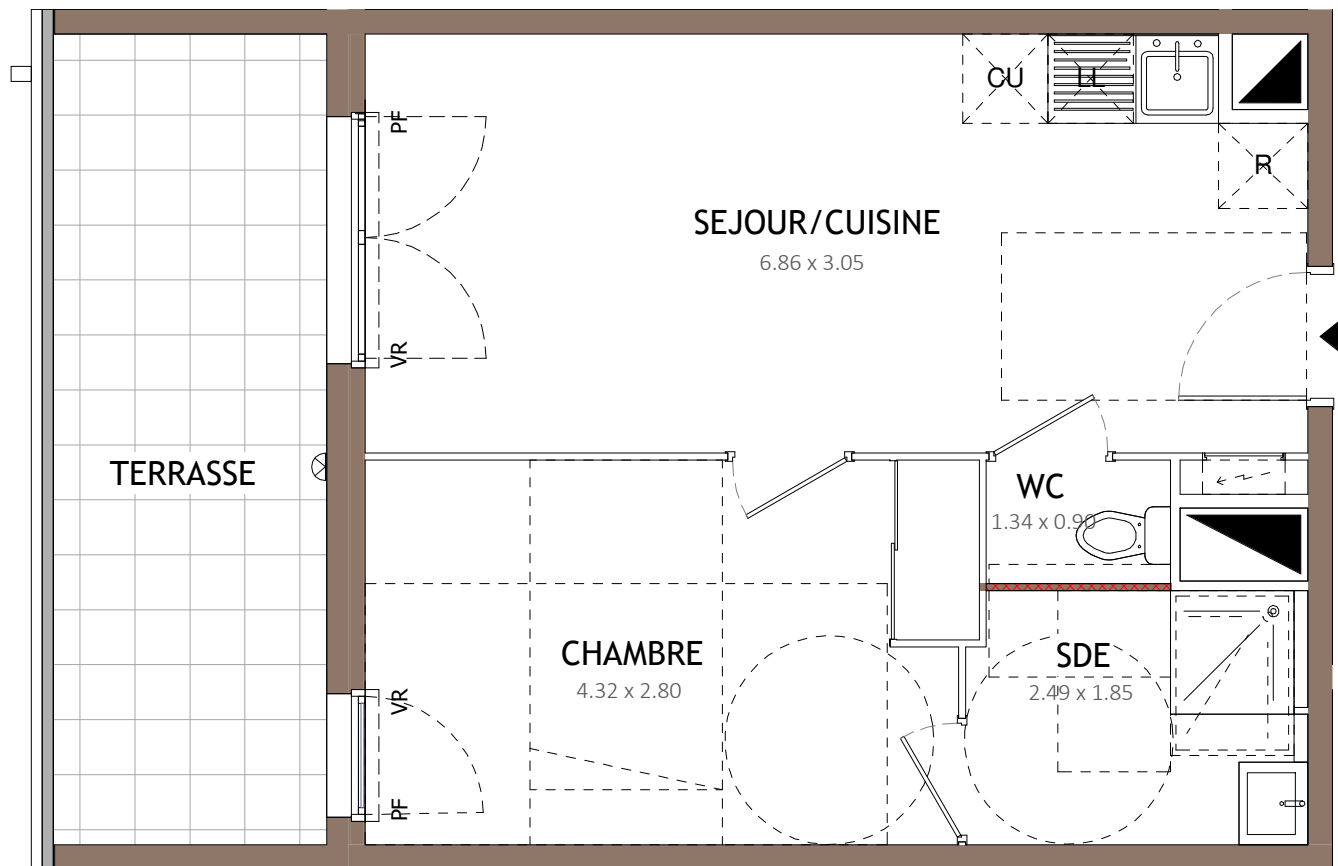 CU
LL
PF
R
SEJOUR/CUISINE
6.86 x 3.05
VR
TERRASSE
WC
1.34 x 0.90
CHAMBRE
4.32 x 2.80
SDE
2.49 x 1.85
VR
PF